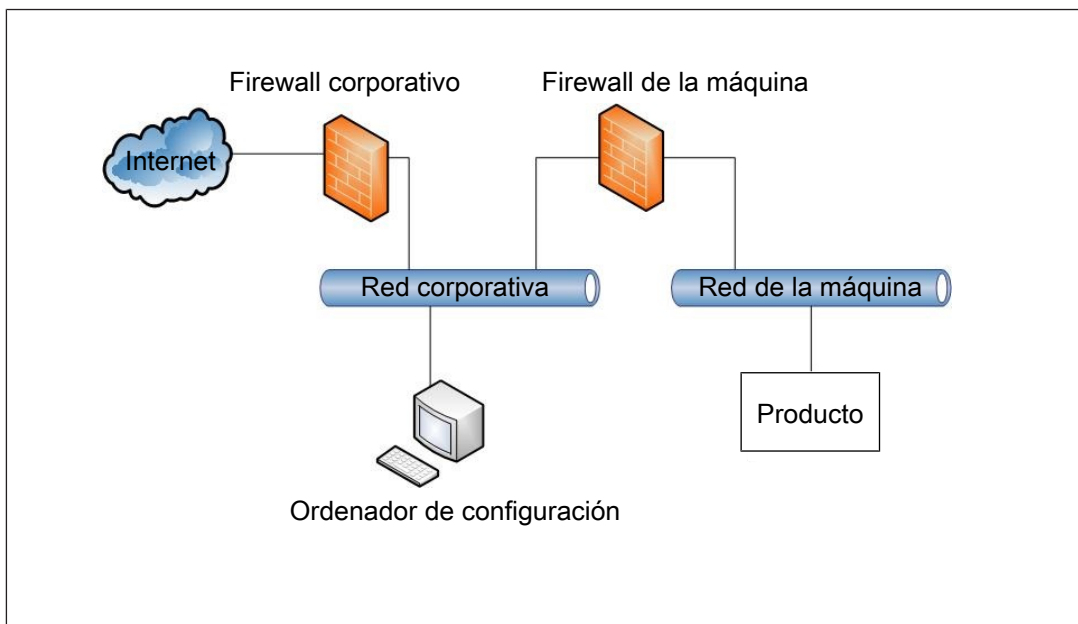 Firewall corporativo
Firewall de la máquina
Internet
Red corporativa
Red de la máquina
Producto
Ordenador de configuración